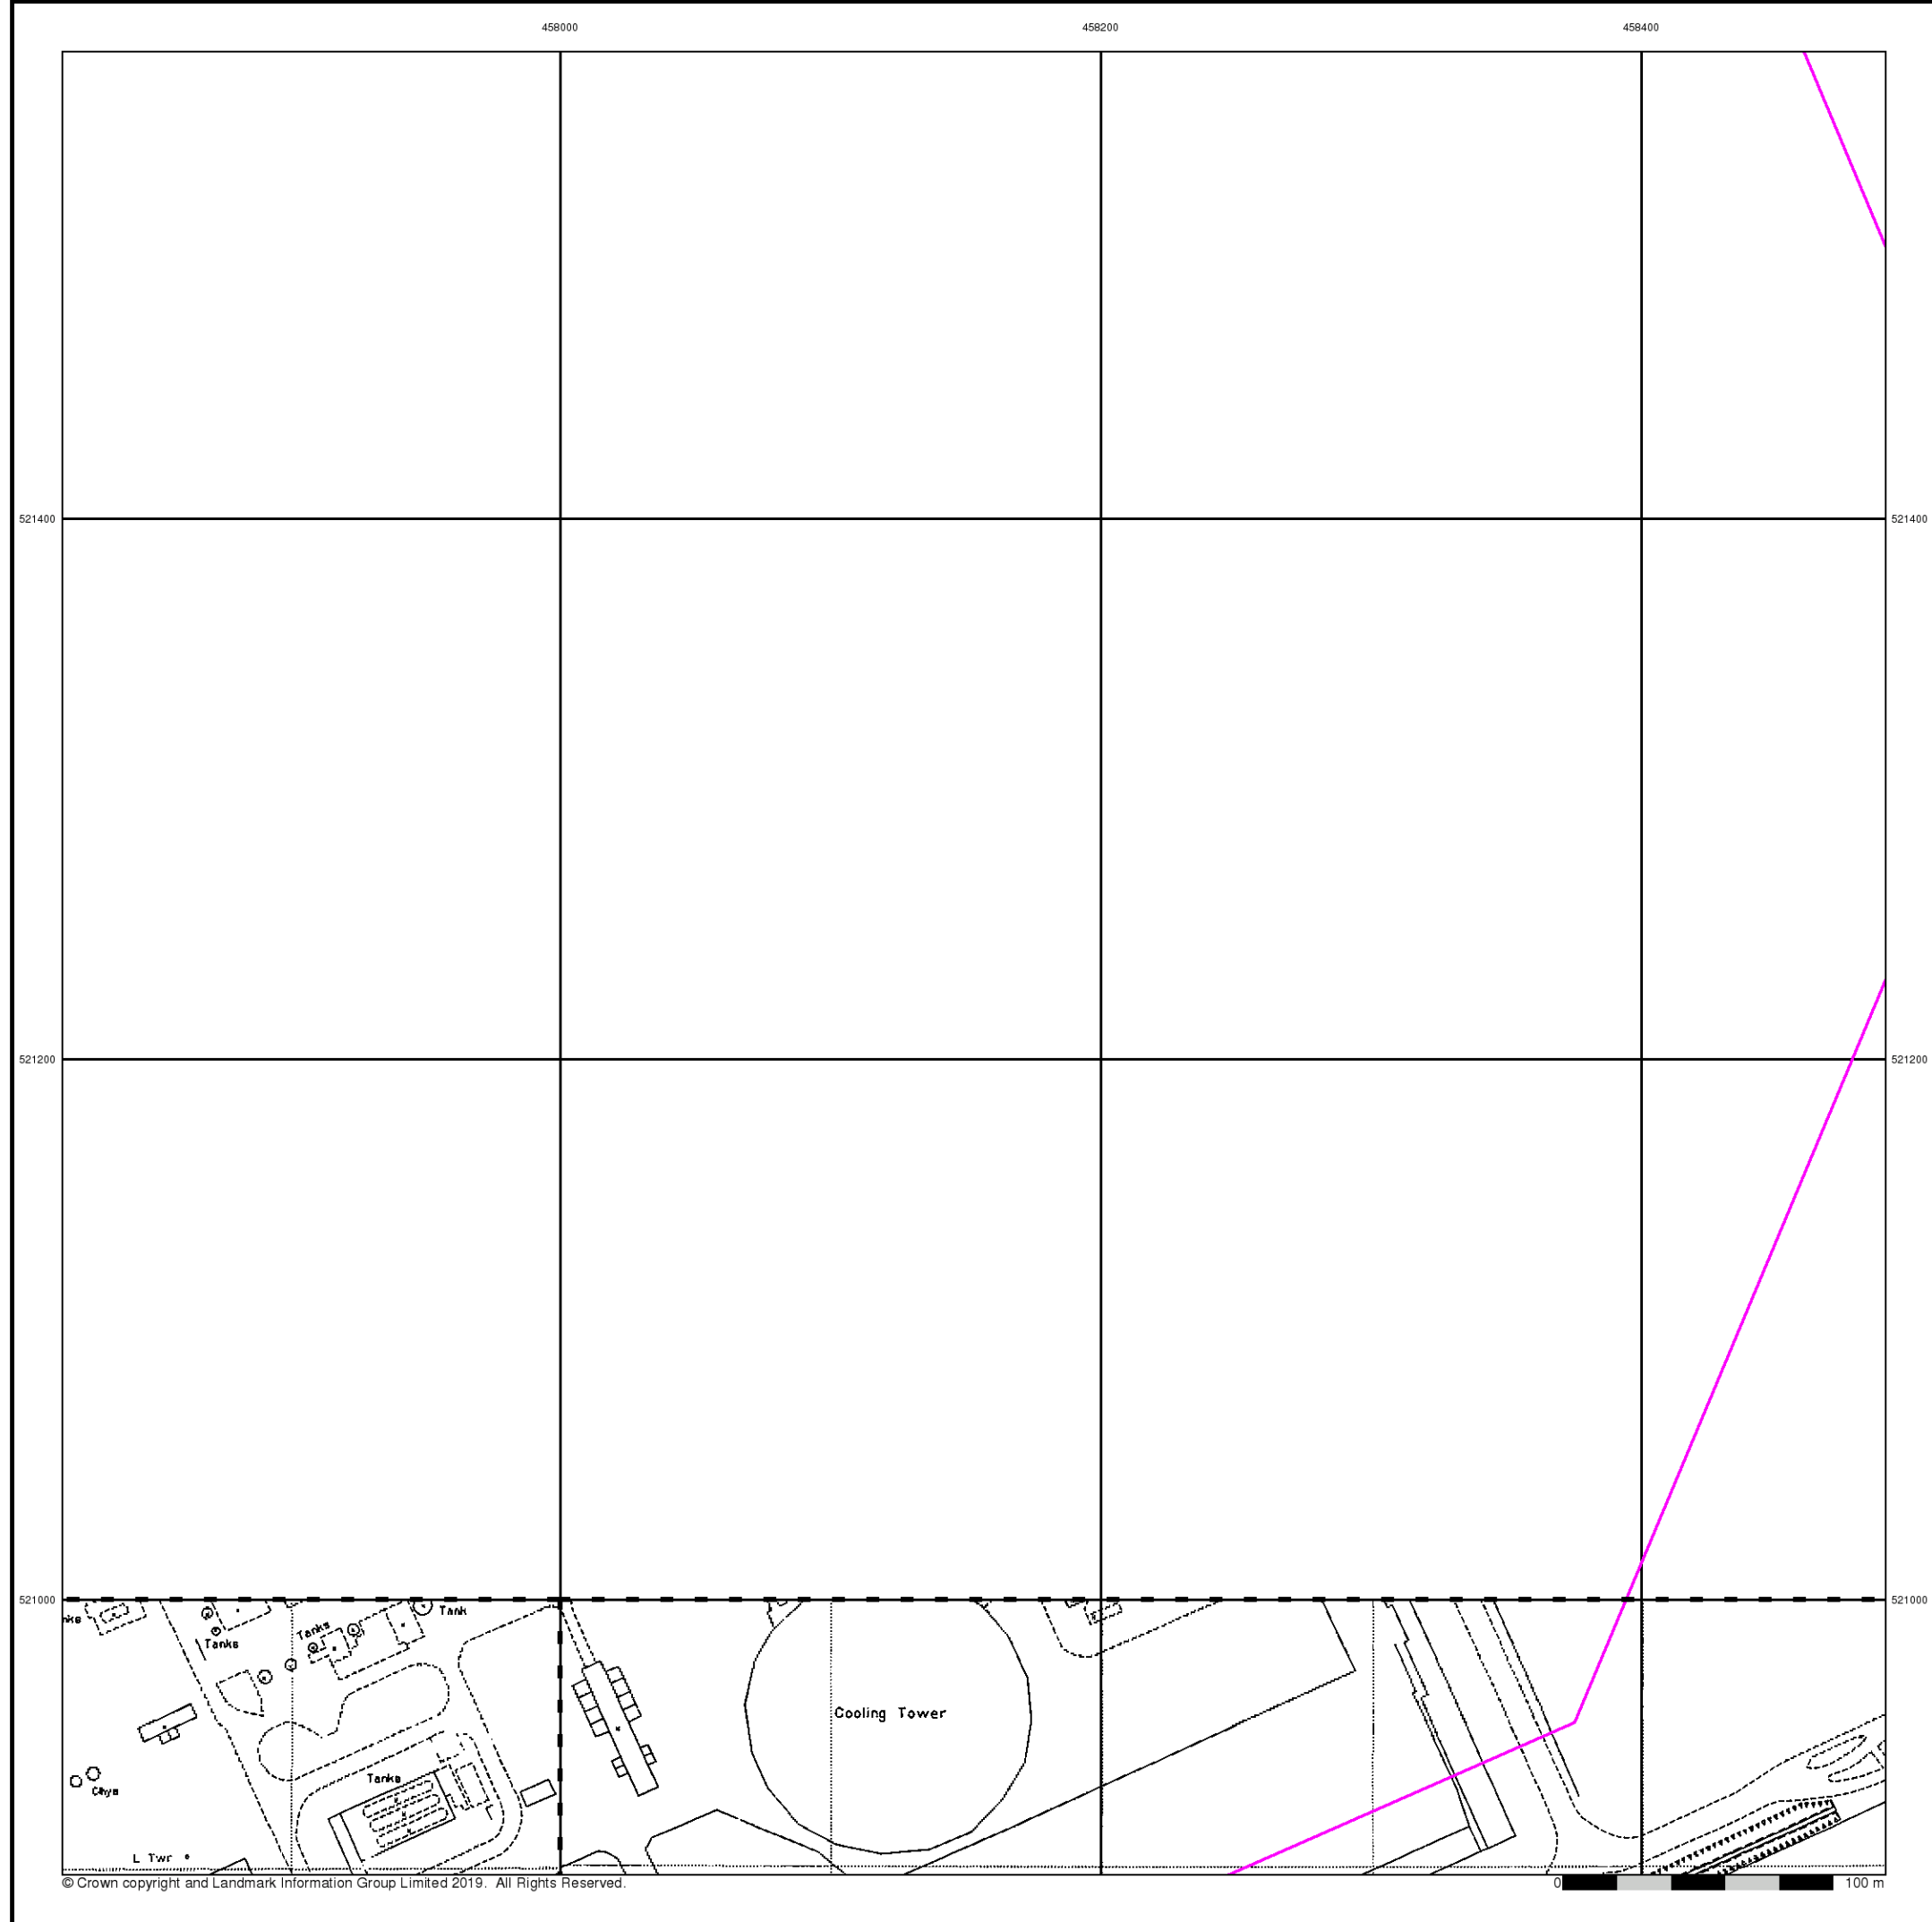 458000 458200 458400
521400 521400
521200 521200
521000 521000
Tank
Tanks
Tanks
Cooling Tower
Tanks
Chys
L Twr
© Crown copyright and Landmark Information Group Limited 2019. All Rights Reserved.
0 100 m